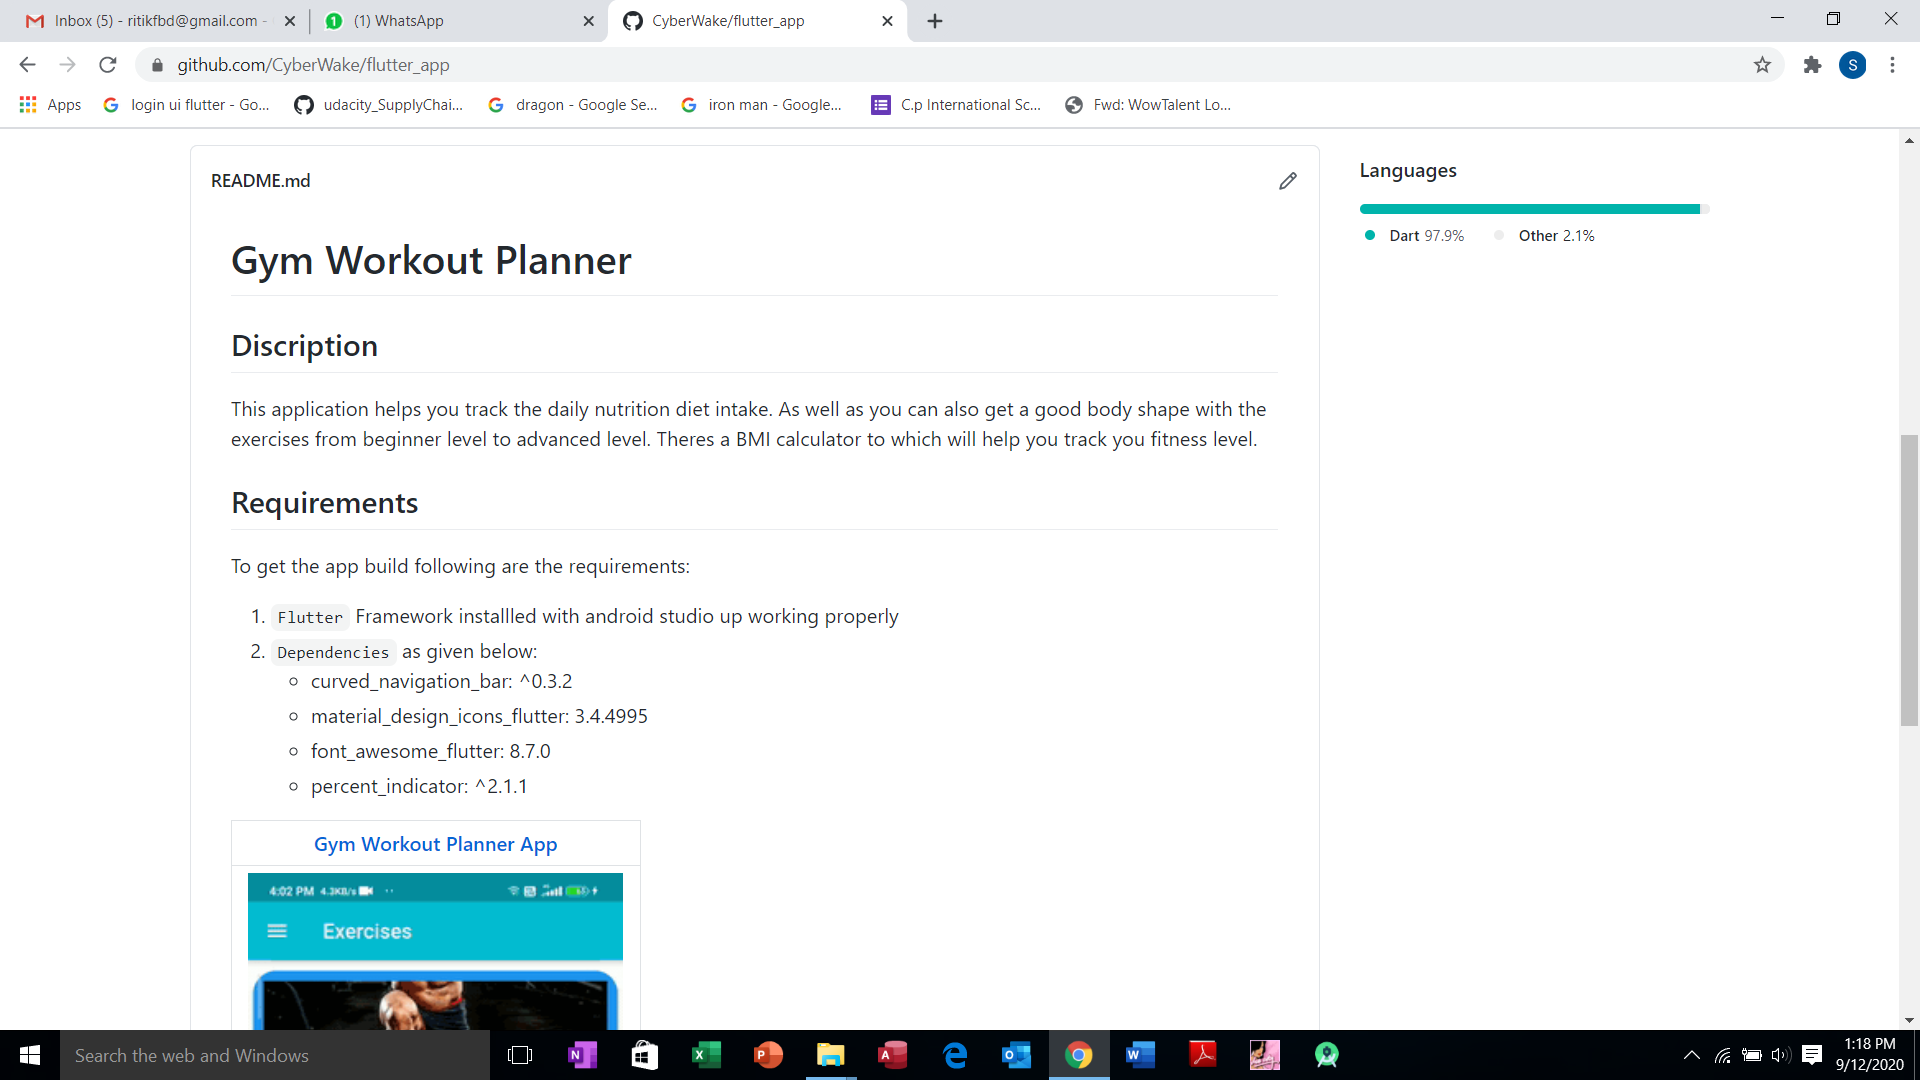 Inbox (5) - ritikfbd@gmail.com -
1 (1) WhatsApp
CyberWake/flutter_app
github.com/CyberWake/flutter_app
S
Apps
login ui flutter - Go...
udacity_SupplyChai...
dragon - Google Se...
iron man - Google...
C.p International Sc...
Fwd: WowTalent Lo...
README.md
Gym Workout Planner
Discription
This application helps you track the daily nutrition diet intake. As well as you can also get a good body shape with the
exercises from beginner level to advanced level. Theres a BMI calculator to which will help you track you fitness level.
Requirements
To get the app build following are the requirements:
1. Flutter Framework installled with android studio up working properly
2. Dependencies as given below:
curved_navigation_bar: ^0.3.2
material_design_icons_flutter: 3.4.4995
font_awesome_flutter: 8.7.0
percent_indicator: ^2.1.1
Gym Workout Planner App
4:02 PM 4.3KB/s
Exercises
Languages
Dart 97.9%
Other 2.1%
Search the web and Windows
1:18 PM
9/12/2020